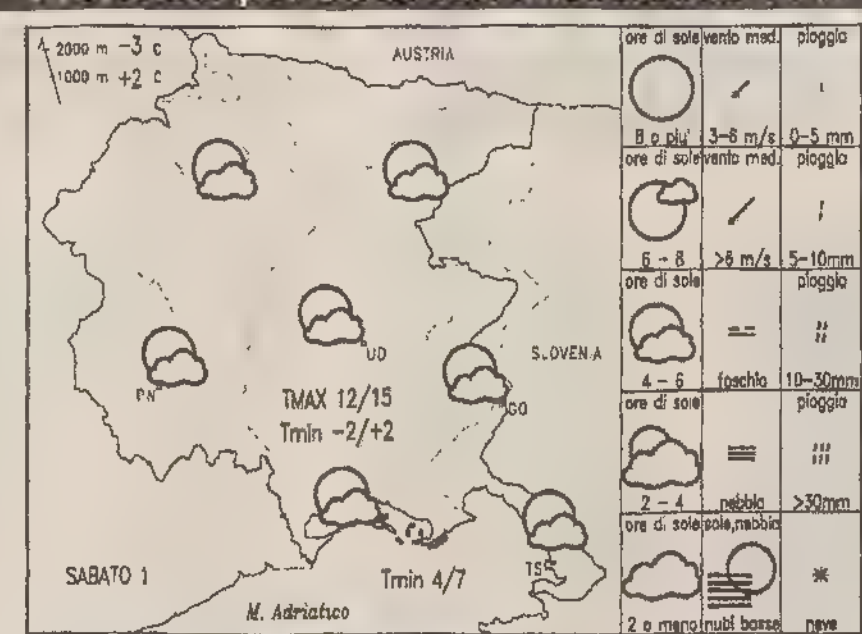 2000 m -3 c
1000 m +2 c
AUSTRIA
UD
PN
SLOVENIA
GO
TMAX 12/15
Tmin -2/+2
SABATO 1
Tmin 4/7
TS
M. Adriatico
ore di sole vento med. pioggia
8 o piu' 3-6 m/s 0-5 mm
ore di sole vento med. pioggia
6 - 8 >6 m/s 5-10mm
ore di sole pioggia
4 - 6 foschia 10-30mm
ore di sole pioggia
2 - 4 nebbia >30mm
ore di sole sole,nebbia
2 o meno nubi basse neve